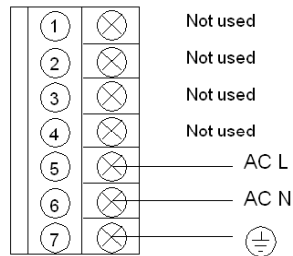 1 Not used
2 Not used
3 Not used
4 Not used
5 AC L
6 AC N
7